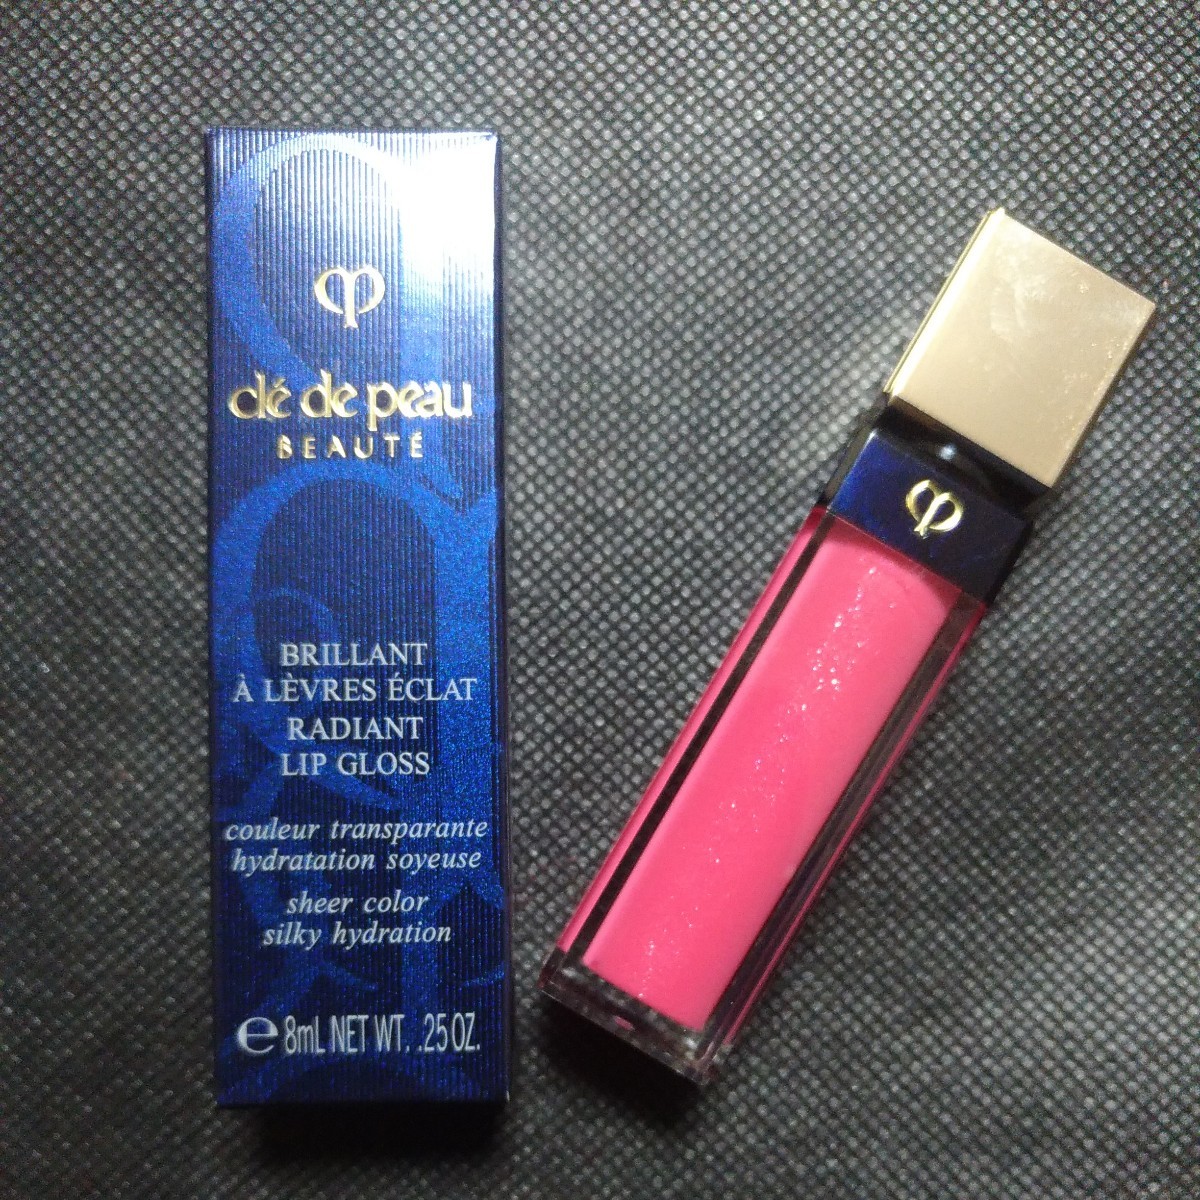 clé de peau
BEAUTÉ
BRILLANT
À LÈVRES ÉCLAT
RADIANT
LIP GLOSS
couleur transparante
hydratation soyeuse
sheer color
silky hydration
℮ 8mL NET WT. .25 OZ.